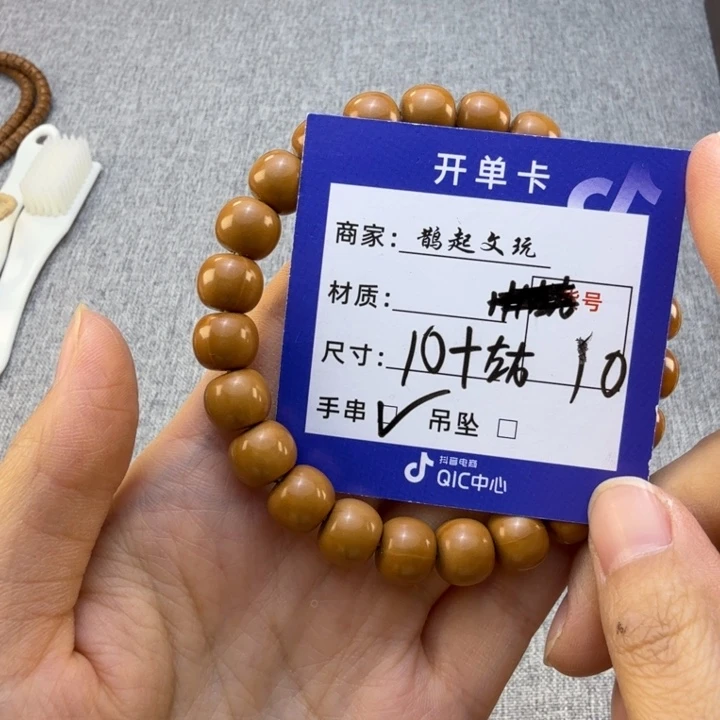 开单卡
商家：鹊起文玩
材质：
号
尺寸：10+ 10
手串 ☑ 吊坠 □
抖音电商
QIC中心